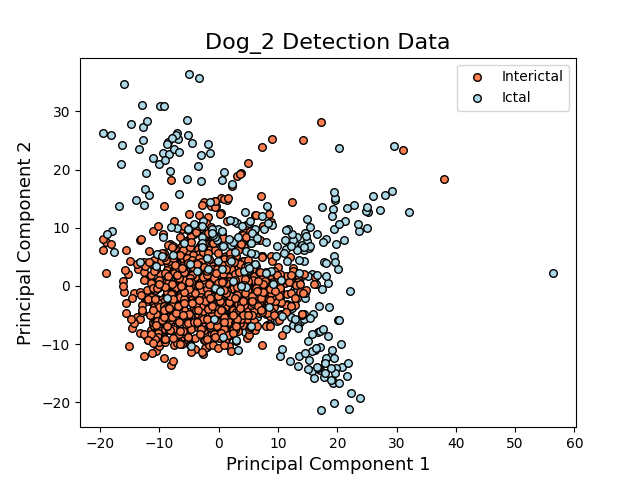 Dog_2 Detection Data
Interictal
Ictal
Principal Component 2
30
20
10
0
−10
−20
−20 −10 0 10 20 30 40 50 60
Principal Component 1